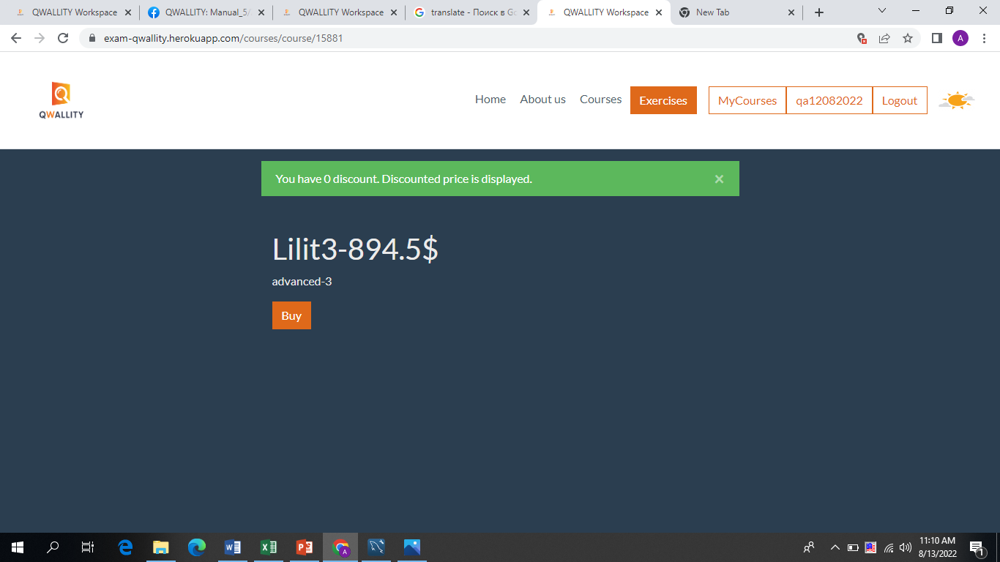 QWALLITY Workspace
QWALLITY: Manual_5/
QWALLITY Workspace
translate - Поиск в Go
QWALLITY Workspace
New Tab
exam-qwallity.herokuapp.com/courses/course/15881
A
QWALLITY
Home
About us
Courses
Exercises
MyCourses
qa12082022
Logout
You have 0 discount. Discounted price is displayed.
Lilit3-894.5$
advanced-3
Buy
11:10 AM
8/13/2022
1